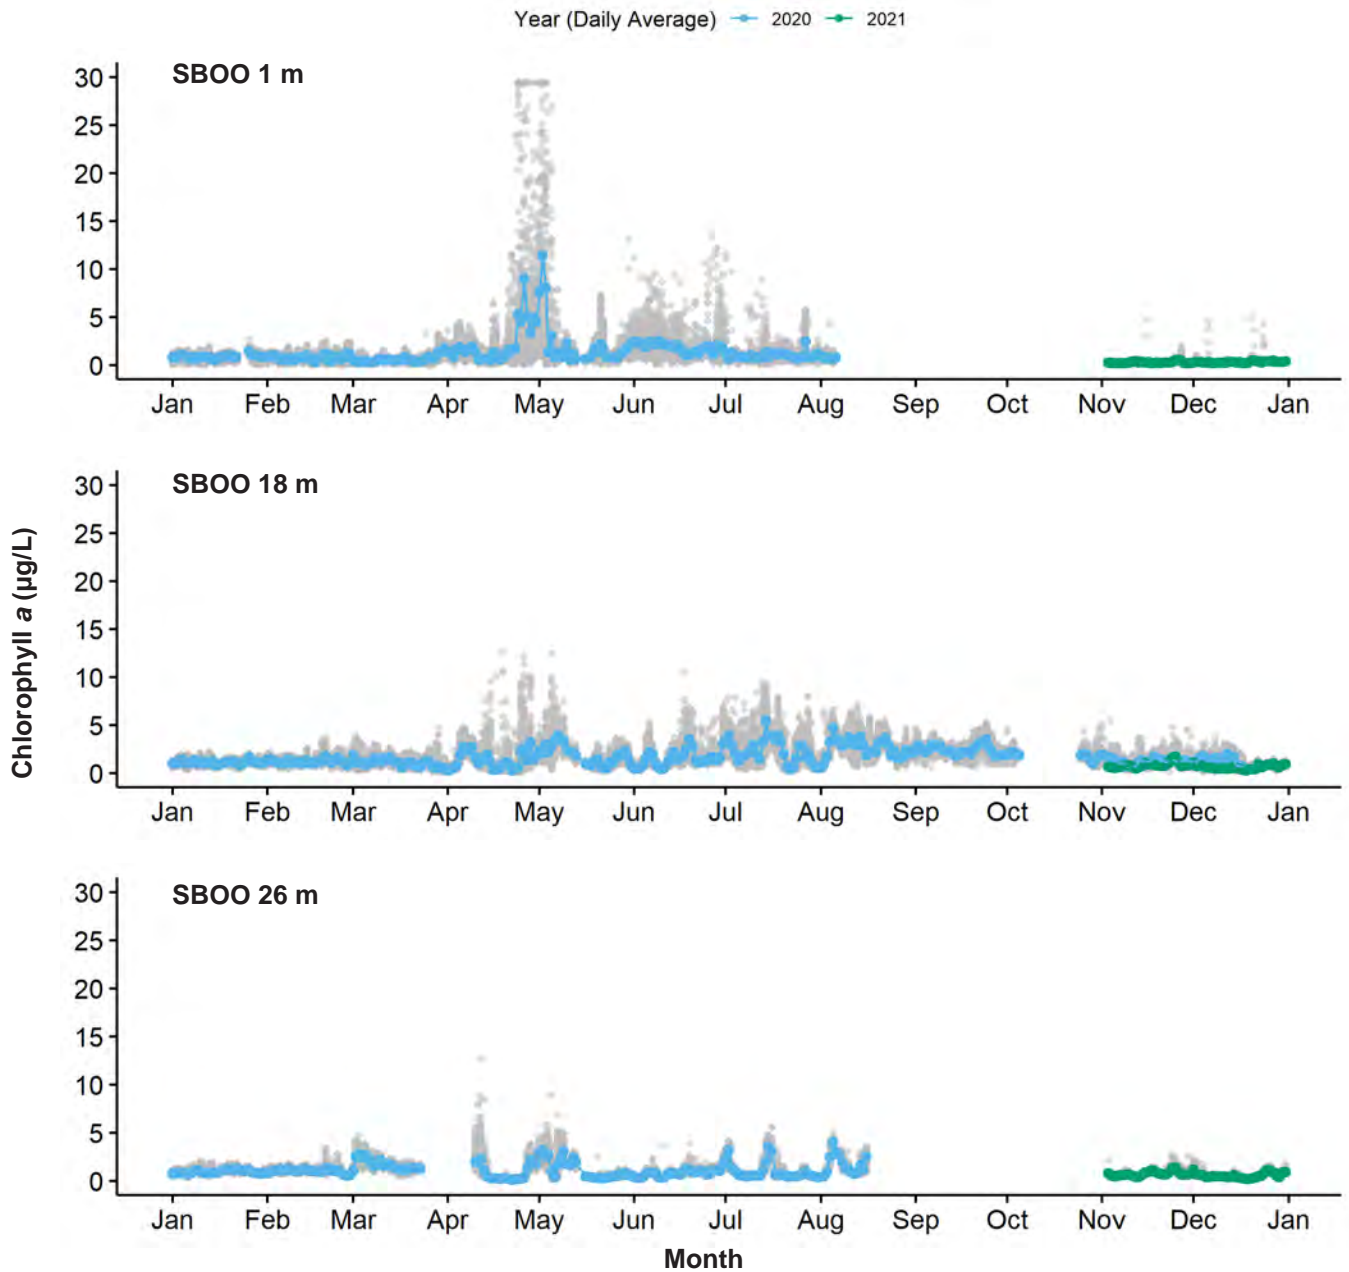 Year (Daily Average) 2020 2021
SBOO 1 m
30
25
20
15
10
5
0
Jan Feb Mar Apr May Jun Jul Aug Sep Oct Nov Dec Jan
SBOO 18 m
30
25
20
15
10
5
0
Jan Feb Mar Apr May Jun Jul Aug Sep Oct Nov Dec Jan
Chlorophyll a (µg/L)
SBOO 26 m
30
25
20
15
10
5
0
Jan Feb Mar Apr May Jun Jul Aug Sep Oct Nov Dec Jan
Month